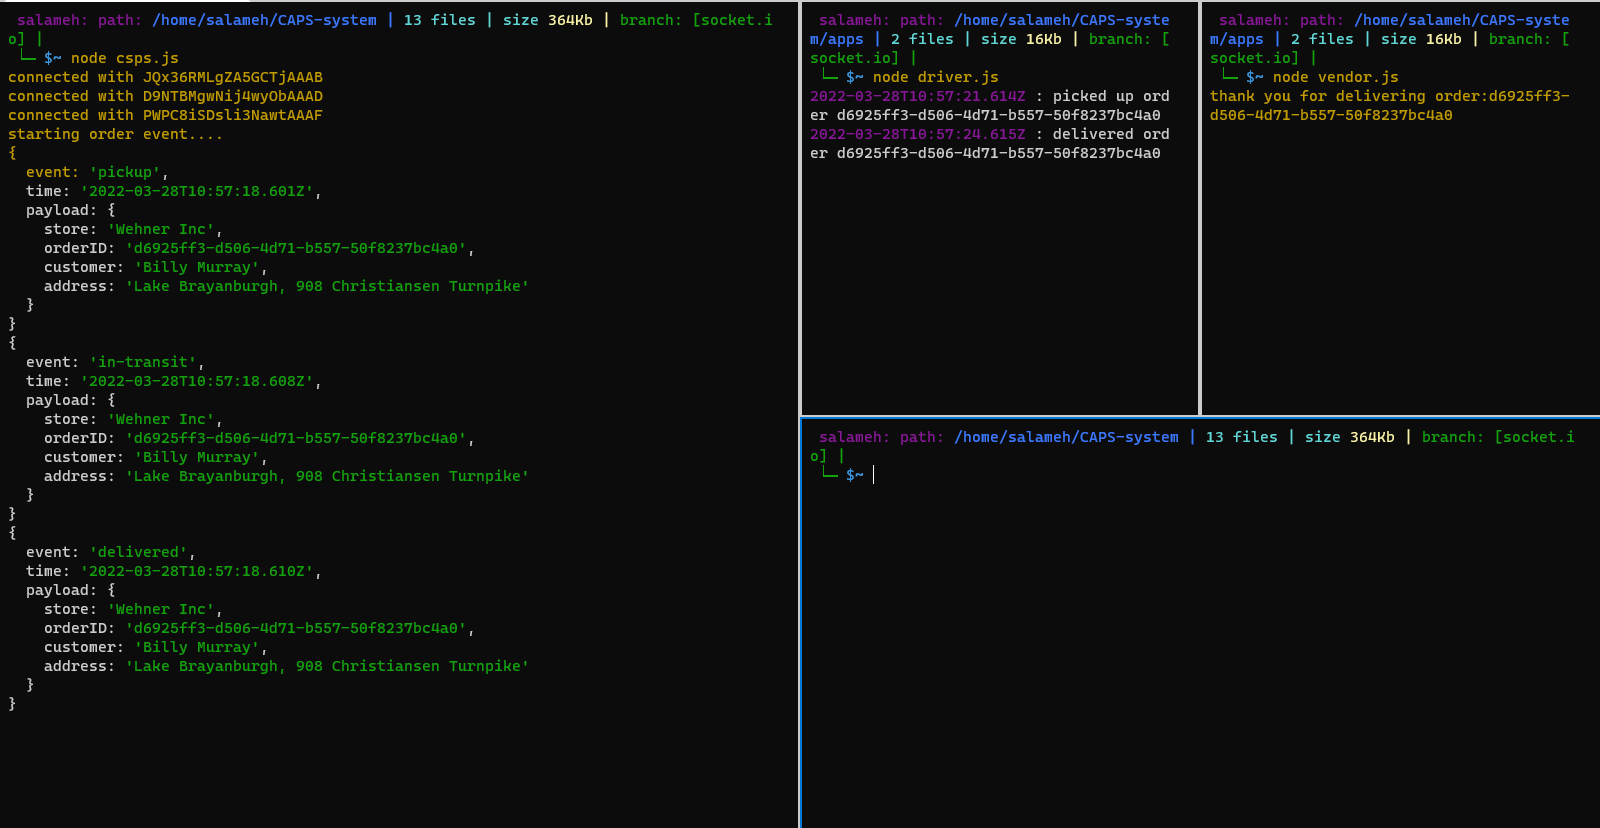 salameh: path: /home/salameh/CAPS-system | 13 files | size 364Kb | branch: [socket.i
o] |
└─ $~ node csps.js
connected with JQx36RMLgZA5GCTjAAAB
connected with D9NTBMgwNij4wyObAAAD
connected with PWPC8iSDsli3NawtAAAF
starting order event....
{
  event: 'pickup',
  time: '2022-03-28T10:57:18.601Z',
  payload: {
    store: 'Wehner Inc',
    orderID: 'd6925ff3-d506-4d71-b557-50f8237bc4a0',
    customer: 'Billy Murray',
    address: 'Lake Brayanburgh, 908 Christiansen Turnpike'
  }
}
{
  event: 'in-transit',
  time: '2022-03-28T10:57:18.608Z',
  payload: {
    store: 'Wehner Inc',
    orderID: 'd6925ff3-d506-4d71-b557-50f8237bc4a0',
    customer: 'Billy Murray',
    address: 'Lake Brayanburgh, 908 Christiansen Turnpike'
  }
}
{
  event: 'delivered',
  time: '2022-03-28T10:57:18.610Z',
  payload: {
    store: 'Wehner Inc',
    orderID: 'd6925ff3-d506-4d71-b557-50f8237bc4a0',
    customer: 'Billy Murray',
    address: 'Lake Brayanburgh, 908 Christiansen Turnpike'
  }
}
salameh: path: /home/salameh/CAPS-syste
m/apps | 2 files | size 16Kb | branch: [
socket.io] |
└─ $~ node driver.js
2022-03-28T10:57:21.614Z : picked up ord
er d6925ff3-d506-4d71-b557-50f8237bc4a0
2022-03-28T10:57:24.615Z : delivered ord
er d6925ff3-d506-4d71-b557-50f8237bc4a0
salameh: path: /home/salameh/CAPS-syste
m/apps | 2 files | size 16Kb | branch: [
socket.io] |
└─ $~ node vendor.js
thank you for delivering order:d6925ff3-
d506-4d71-b557-50f8237bc4a0
salameh: path: /home/salameh/CAPS-system | 13 files | size 364Kb | branch: [socket.i
o] |
└─ $~